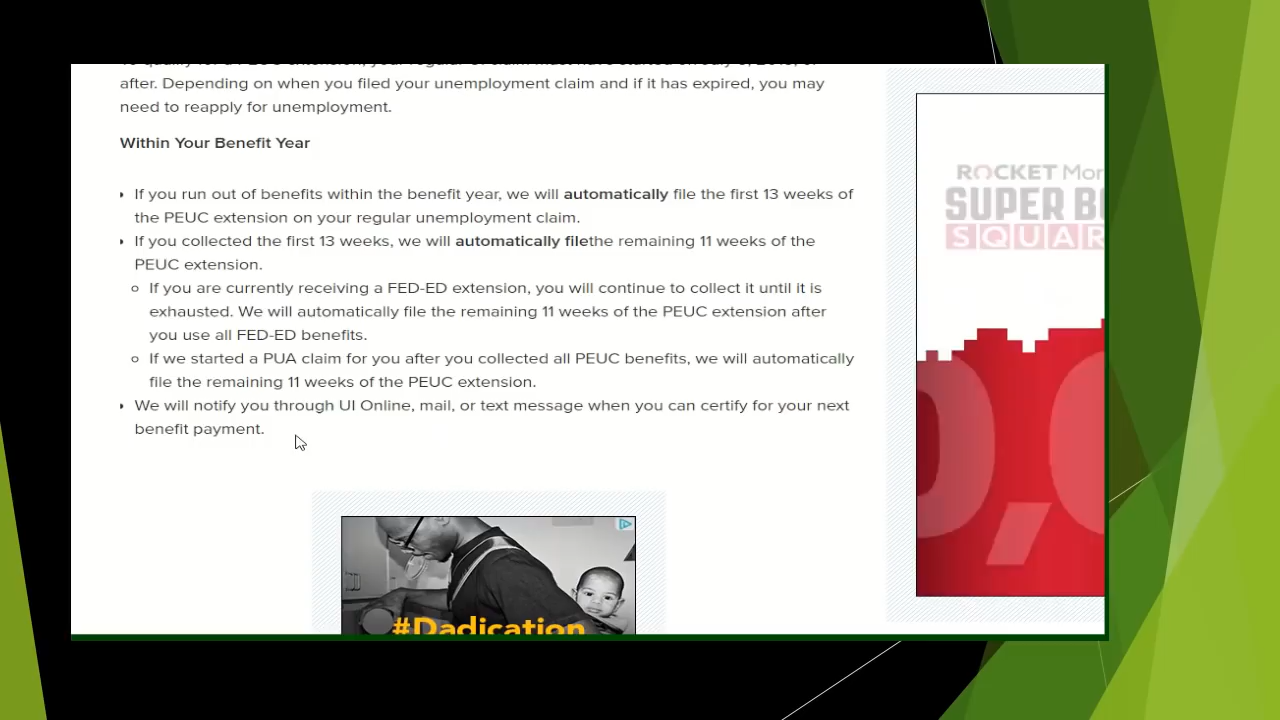 after. Depending on when you filed your unemployment claim and if it has expired, you may
need to reapply for unemployment.
Within Your Benefit Year
If you run out of benefits within the benefit year, we will automatically file the first 13 weeks of
the PEUC extension on your regular unemployment claim.
If you collected the first 13 weeks, we will automatically filethe remaining 11 weeks of the
PEUC extension.
If you are currently receiving a FED-ED extension, you will continue to collect it until it is
exhausted. We will automatically file the remaining 11 weeks of the PEUC extension after
you use all FED-ED benefits.
If we started a PUA claim for you after you collected all PEUC benefits, we will automatically
file the remaining 11 weeks of the PEUC extension.
We will notify you through UI Online, mail, or text message when you can certify for your next
benefit payment.
ROCKET Mor
SUPER B
SQUAR
0,0
#Dadication